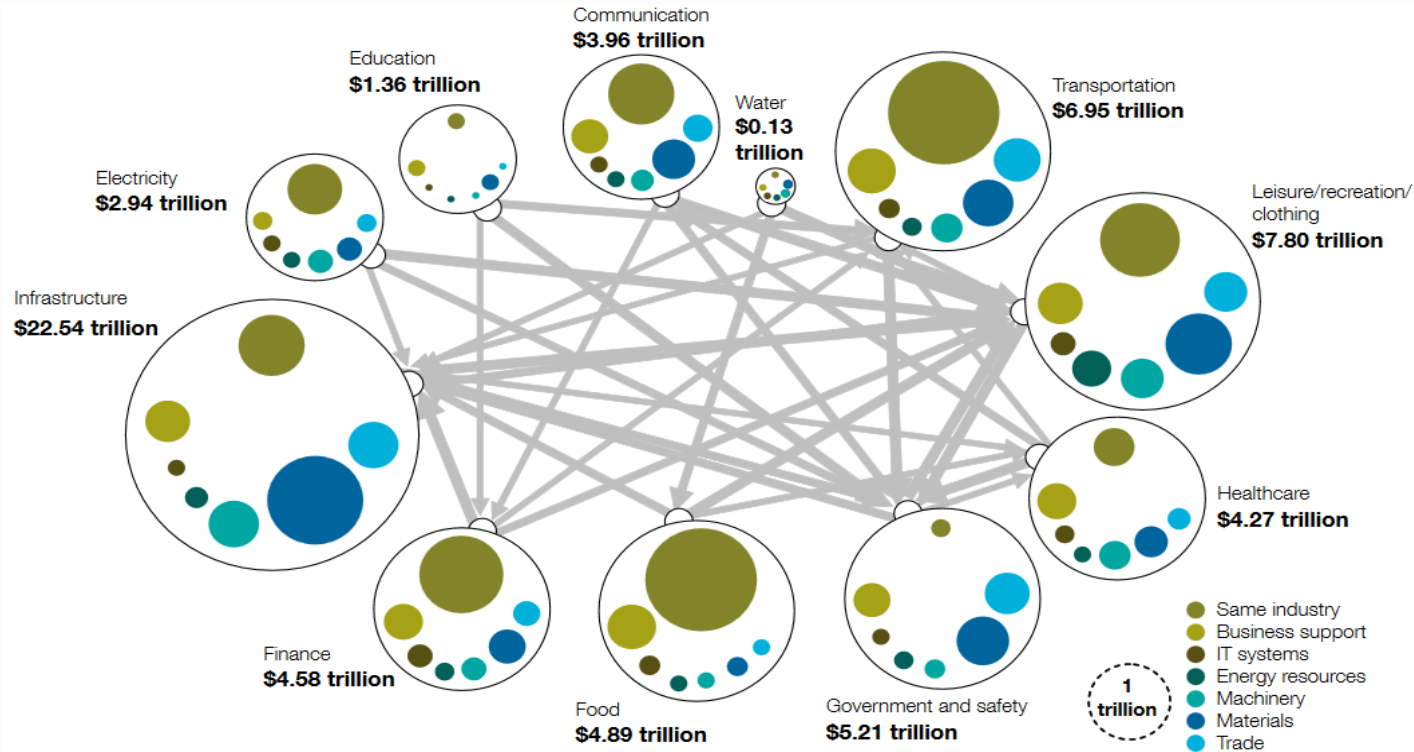 Communication
$3.96 trillion
Education
$1.36 trillion
Water
$0.13
trillion
Transportation
$6.95 trillion
Electricity
$2.94 trillion
Leisure/recreation/
clothing
$7.80 trillion
Infrastructure
$22.54 trillion
Healthcare
$4.27 trillion
Finance
$4.58 trillion
Food
$4.89 trillion
Government and safety
$5.21 trillion
1
trillion
Same industry
Business support
IT systems
Energy resources
Machinery
Materials
Trade